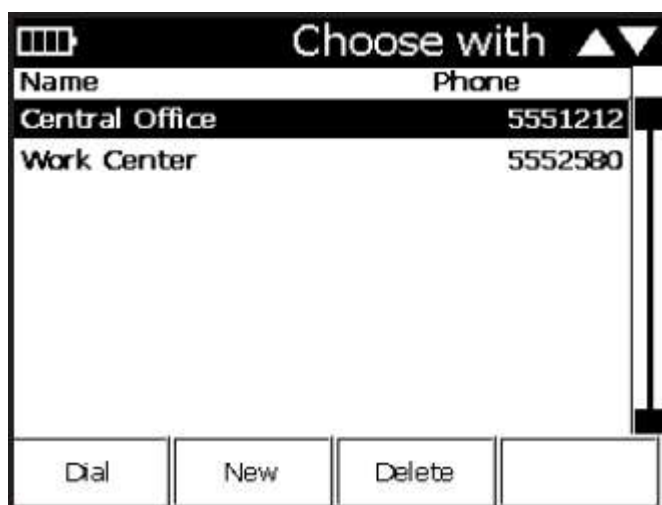 Choose with ▲▼
Name Phone
Central Office 5551212
Work Center 5552580
Dial New Delete